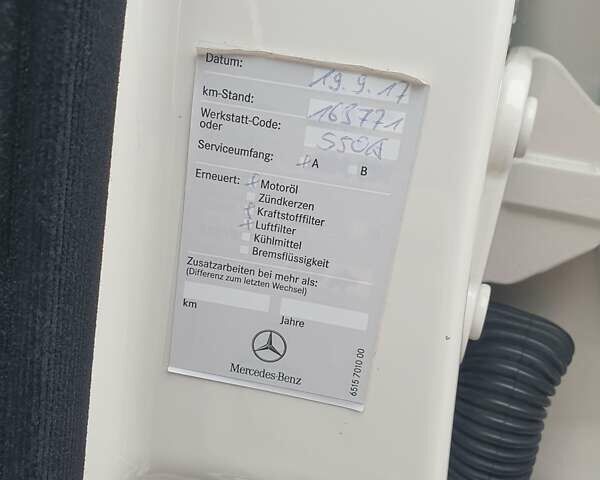 Datum: 19.9.17
km-Stand: 163771
Werkstatt-Code:
oder
Serviceumfang: A B
Erneuert: Motoröl
Zündkerzen
Kraftstofffilter
Luftfilter
Kühlmittel
Bremsflüssigkeit
Zusatzarbeiten bei mehr als:
(Differenz zum letzten Wechsel)
km Jahre
Mercedes-Benz
6515 7010 00